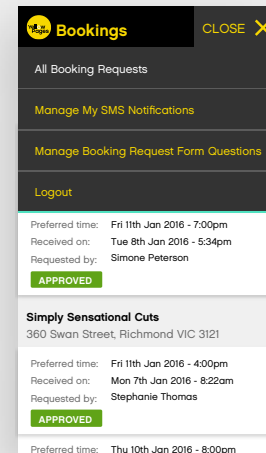 Yellow Pages Bookings CLOSE
All Booking Requests
Manage My SMS Notifications
Manage Booking Request Form Questions
Logout
Preferred time: Fri 11th Jan 2016 - 7:00pm
Received on: Tue 8th Jan 2016 - 5:34pm
Requested by: Simone Peterson
APPROVED
Simply Sensational Cuts
360 Swan Street, Richmond VIC 3121
Preferred time: Fri 11th Jan 2016 - 4:00pm
Received on: Mon 7th Jan 2016 - 8:22am
Requested by: Stephanie Thomas
APPROVED
Preferred time: Thu 10th Jan 2016 - 8:00pm